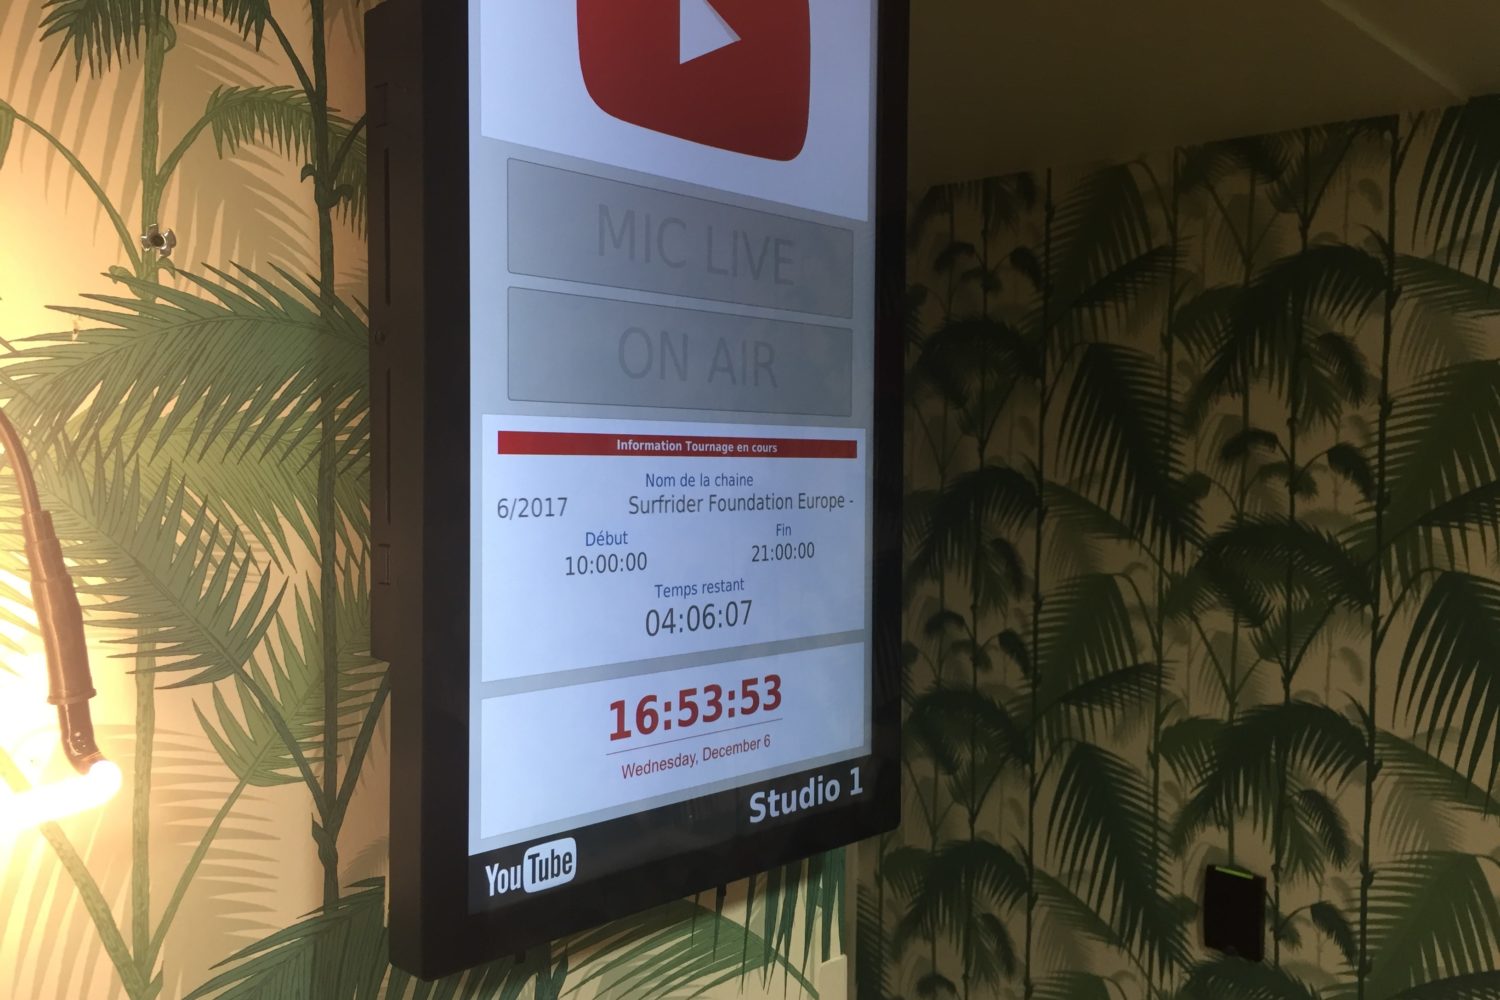 MIC LIVE
ON AIR
Information Tournage en cours
Nom de la chaine
6/2017 Surfrider Foundation Europe -
Début Fin
10:00:00 21:00:00
Temps restant
04:06:07
16:53:53
Wednesday, December 6
Studio 1
YouTube